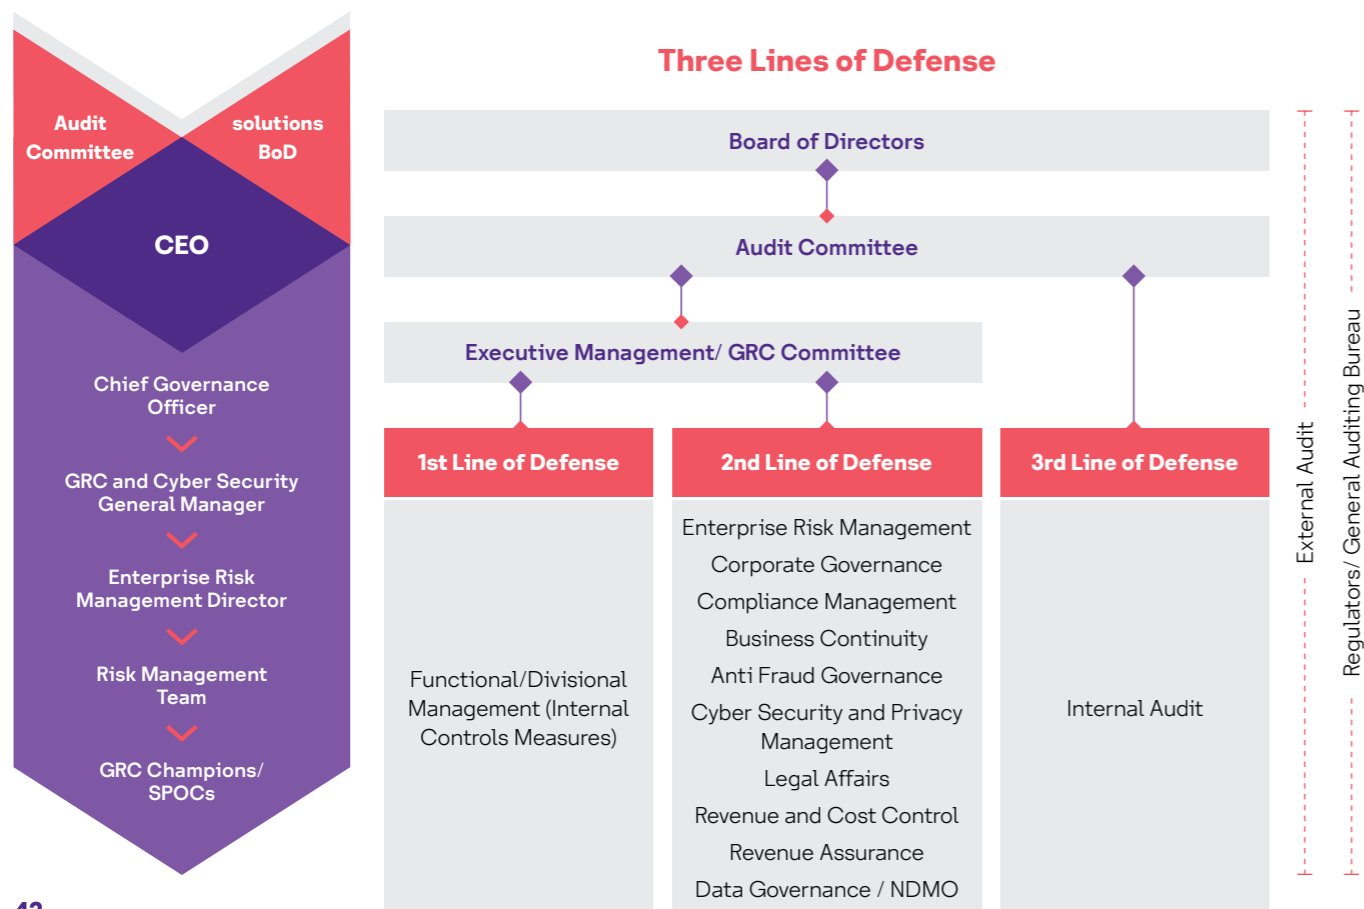 Audit
Committee
solutions
BoD
CEO
Chief Governance
Officer
GRC and Cyber Security
General Manager
Enterprise Risk
Management Director
Risk Management
Team
GRC Champions/
SPOCs
Three Lines of Defense
Board of Directors
Audit Committee
Executive Management/ GRC Committee
1st Line of Defense
Functional/Divisional
Management (Internal
Controls Measures)
2nd Line of Defense
Enterprise Risk Management
Corporate Governance
Compliance Management
Business Continuity
Anti Fraud Governance
Cyber Security and Privacy
Management
Legal Affairs
Revenue and Cost Control
Revenue Assurance
Data Governance / NDMO
3rd Line of Defense
Internal Audit
External Audit
Regulators/ General Auditing Bureau